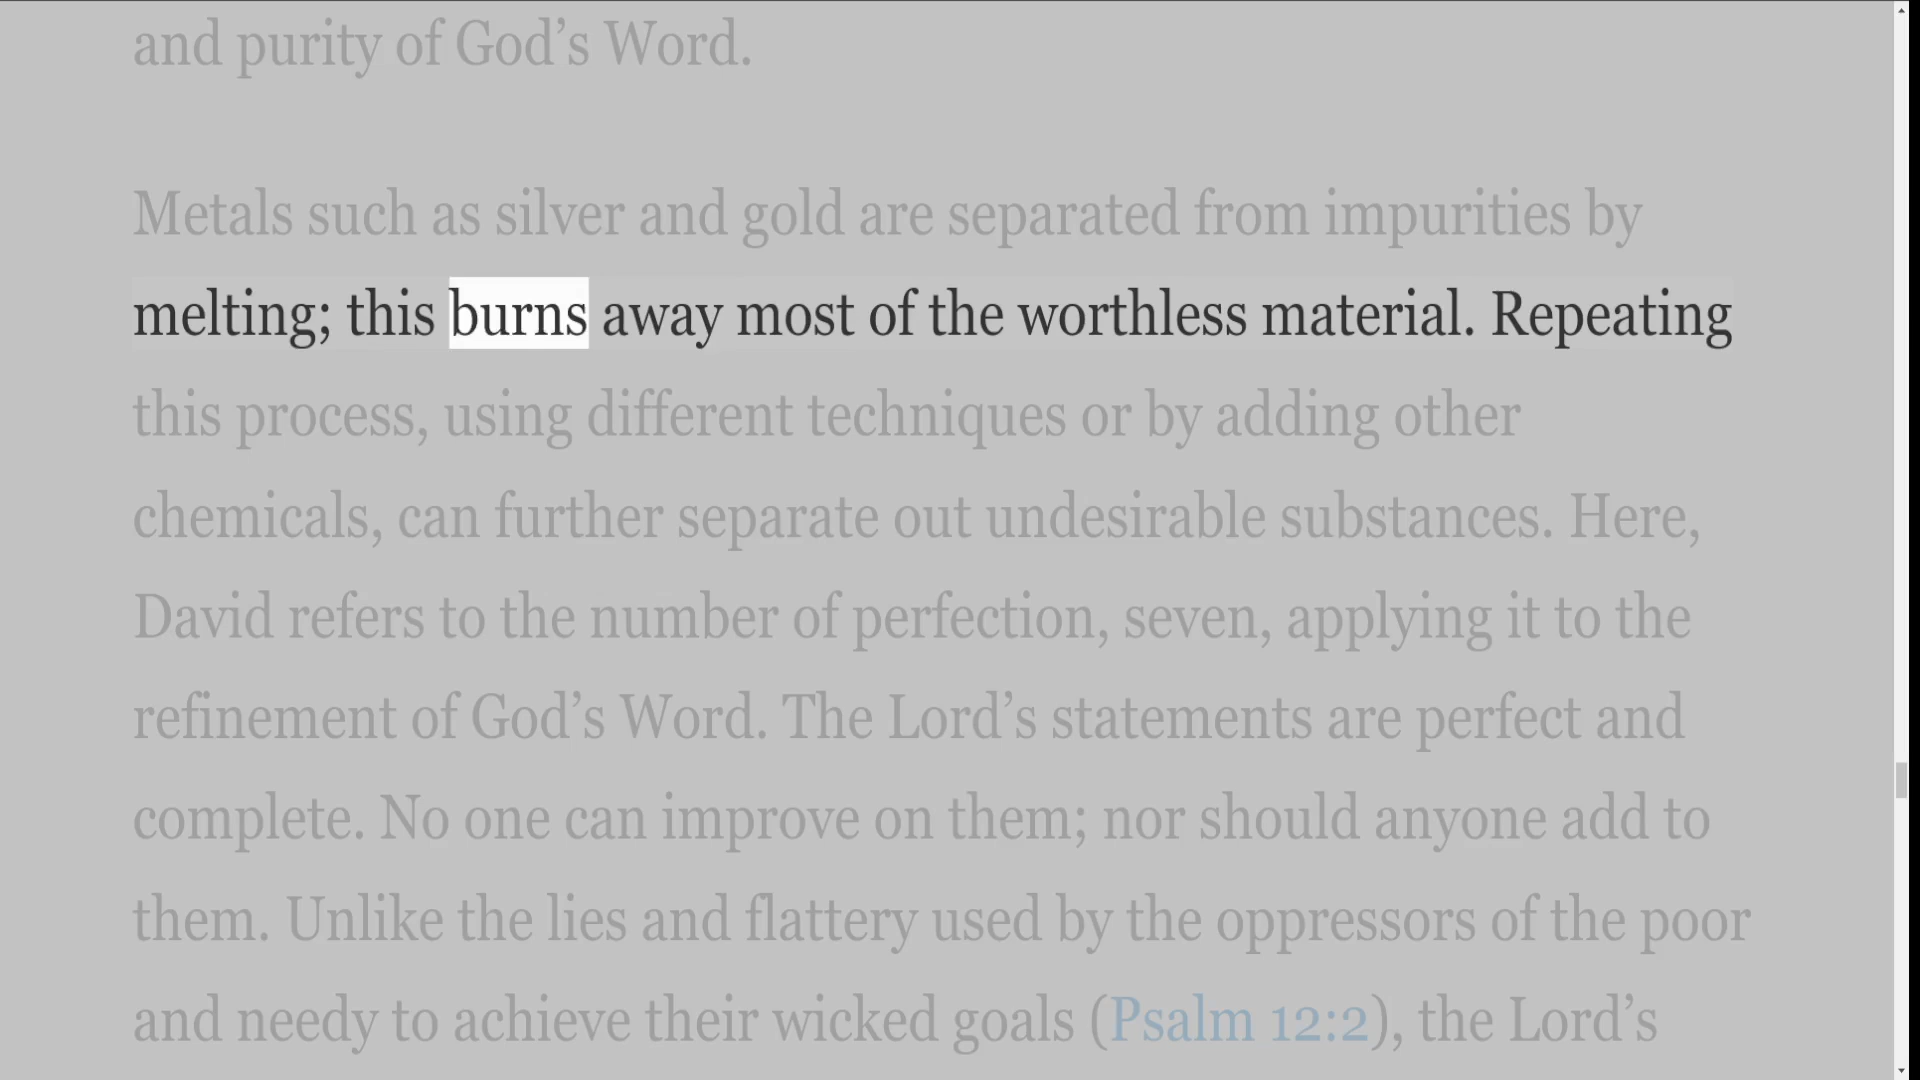 and purity of God’s Word.
Metals such as silver and gold are separated from impurities by
melting; this burns away most of the worthless material. Repeating
this process, using different techniques or by adding other
chemicals, can further separate out undesirable substances. Here,
David refers to the number of perfection, seven, applying it to the
refinement of God’s Word. The Lord’s statements are perfect and
complete. No one can improve on them; nor should anyone add to
them. Unlike the lies and flattery used by the oppressors of the poor
and needy to achieve their wicked goals (Psalm 12:2), the Lord’s